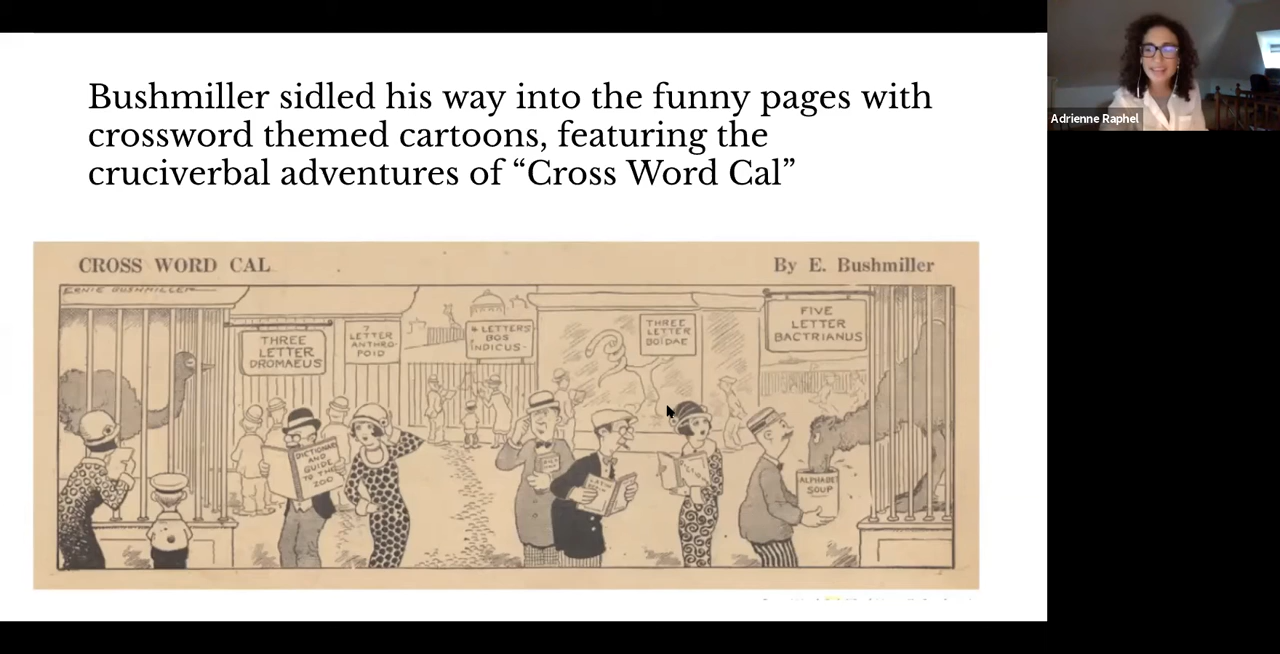 Bushmiller sidled his way into the funny pages with
crossword themed cartoons, featuring the
cruciverbal adventures of “Cross Word Cal”
Adrienne Raphel
CROSS WORD CAL
By E. Bushmiller
ERNIE BUSHMILLER
THREE
LETTER
DROMAEUS
7
LETTER
ANTHRO-
POID
4 LETTERS
BOS
INDICUS-
THREE
LETTER
BOIDAE
FIVE
LETTER
BACTRIANUS
DICTIONARY
AND
GUIDE
TO THE
ZOO
LATIN
ALPHABET
SOUP